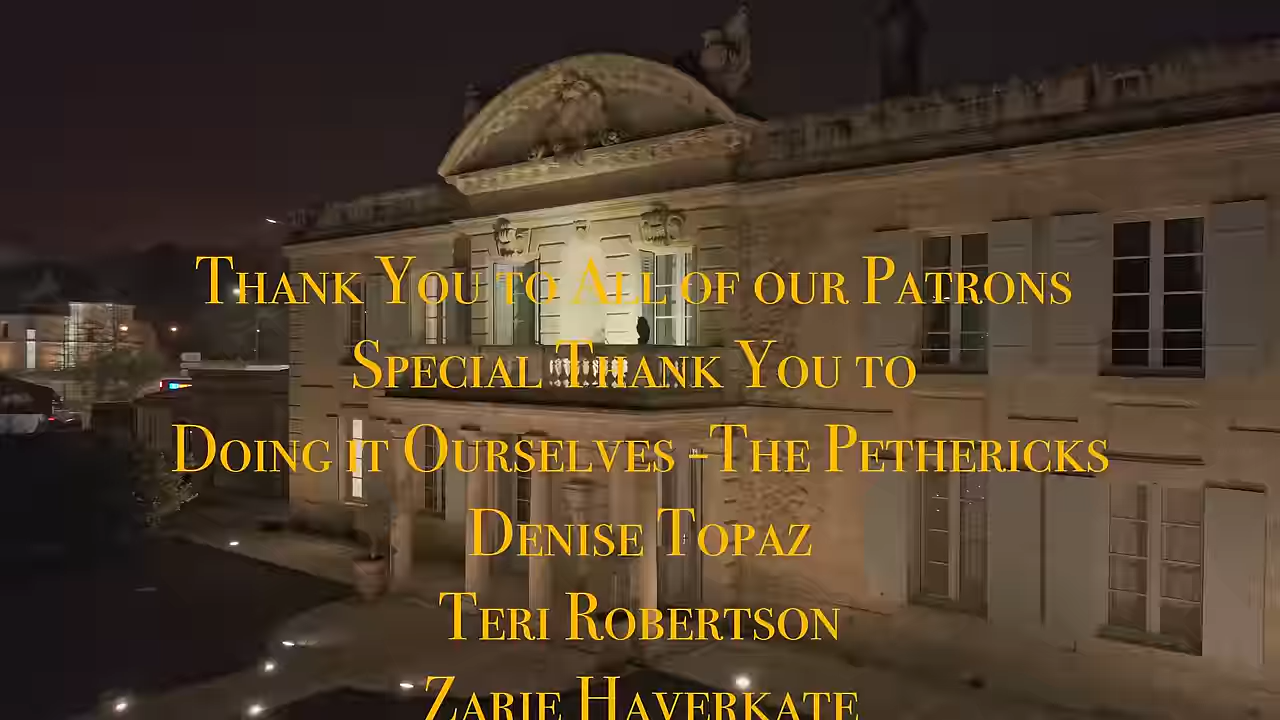 Thank You to All of our Patrons
Special Thank You to
Doing it Ourselves -The Pethericks
Denise Topaz
Teri Robertson
Zarie Haverkate